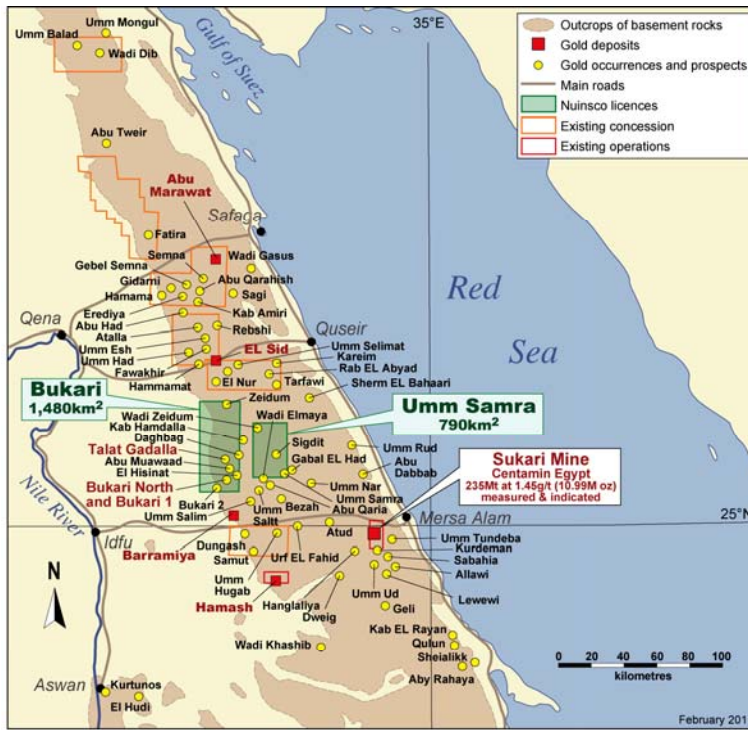 Umm Mongul
Umm Balad
Wadi Dib
Gulf of Suez
35°E
Outcrops of basement rocks
Gold deposits
Gold occurrences and prospects
Main roads
Nuinsco licences
Existing concession
Existing operations
Abu Tweir
Abu
Marawat
Safaga
Fatira
Semna
Wadi Gasus
Gebel Semna
Gidami
Abu Qarahish
Hamama
Sagi
Erediya
Kab Amiri
Abu Had
Rebshi
Atalla
Qena
Quseir
Umm Esh
Umm Had
EL Sid
Umm Selimat
Kareim
Fawakhir
Rab EL Abyad
Hammamat
El Nur
Tarfawi
Sherm EL Bahaari
Red
Sea
Bukari
1,480km²
Zeidum
Wadi Zeidum
Wadi Elmaya
Umm Samra
790km²
Kab Hamdalla
Daghbag
Talat Gadalla
Sigdit
Abu Muawaad
Gabal EL Had
El Hisinat
Bukari North
and Bukari 1
Umm Rud
Abu
Dabbab
Sukari Mine
Centamin Egypt
235Mt at 1.45g/t (10.99M oz)
measured & indicated
Umm Nar
Umm Samra
Abu Qaria
Bukari 2
Umm Salim
Umm
Saltt
Bezah
Nile River
Mersa Alam
25°N
Idfu
Barramiya
Dungash
Samut
Atud
Urf EL Fahid
Umm
Hugab
Hamash
Hanglaliya
Dweig
Umm Tundeba
Kurdeman
Sabahia
Allawi
Lewewi
Umm Ud
Geli
N
Wadi Khashib
Kab EL Rayan
Qulun
Sheialikk
Aby Rahaya
0 20 40 60 80 100
kilometres
Aswan
Kurtunos
El Hudi
February 201